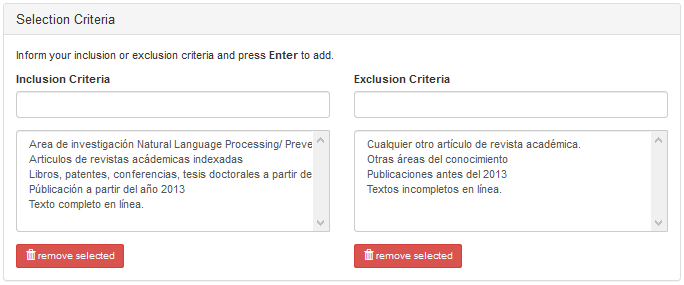 Selection Criteria
Inform your inclusion or exclusion criteria and press Enter to add.
Inclusion Criteria
Area de investigación Natural Language Processing/ Preve
Articulos de revistas acádemicas indexadas
Libros, patentes, conferencias, tesis doctorales a partir de
Públicación a partir del año 2013
Texto completo en línea.
remove selected
Exclusion Criteria
Cualquier otro artículo de revista académica.
Otras áreas del conocimiento
Publicaciones antes del 2013
Textos incompletos en línea.
remove selected